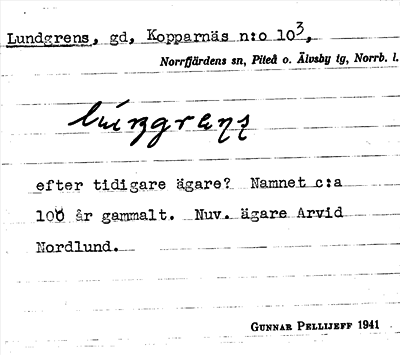 Lundgrens, gd, Kopparnäs n:o 10³,
Norrfjärdens sn, Piteå o. Älvsby tg, Norrb. l.
efter tidigare ägare? Namnet c:a
100 år gammalt. Nuv. ägare Arvid
Nordlund.
GUNNAR PELLIJEFF 1941